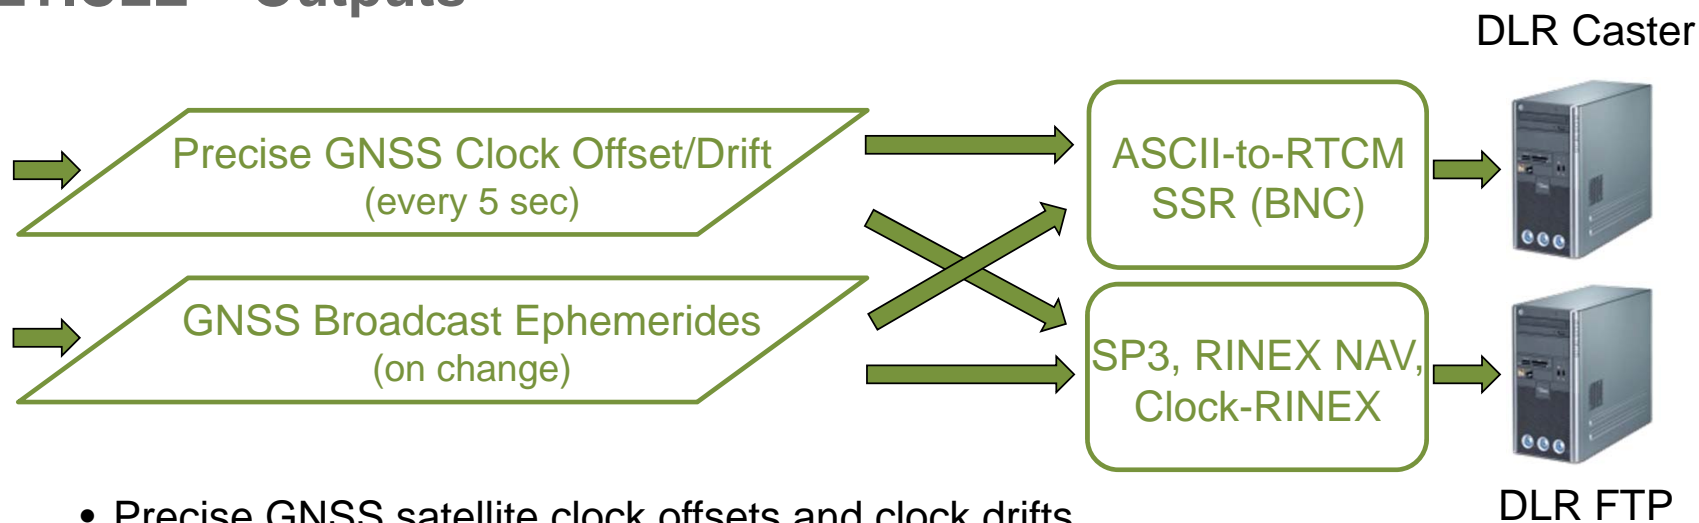 Outputs
DLR Caster
Precise GNSS Clock Offset/Drift
(every 5 sec)
ASCII-to-RTCM
SSR (BNC)
GNSS Broadcast Ephemerides
(on change)
SP3, RINEX NAV,
Clock-RINEX
DLR FTP
• Precise GNSS satellite clock offsets and clock drifts